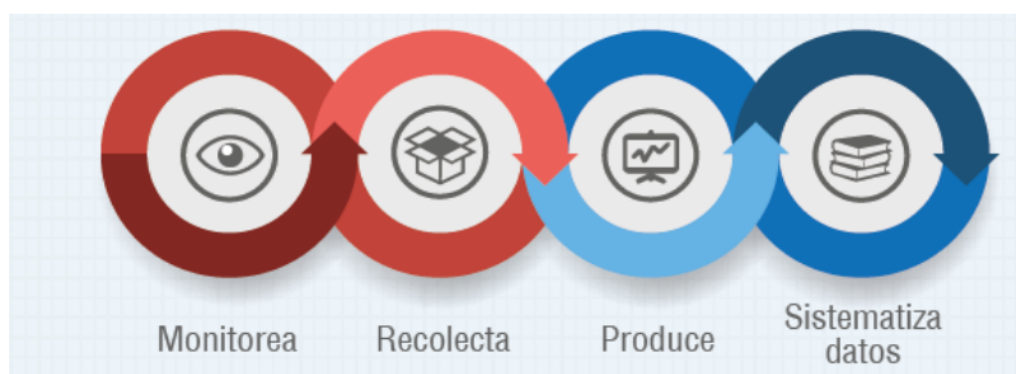 Monitorea
Recolecta
Produce
Sistematiza
datos